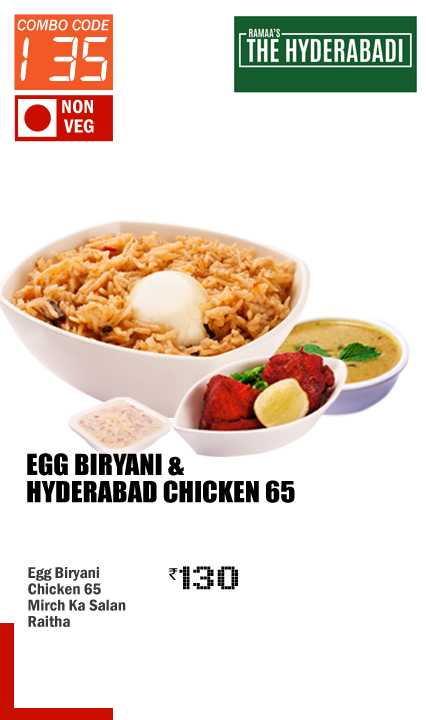 COMBO CODE
135
NON
VEG
RAMAA'S
THE HYDERABADI
EGG BIRYANI &
HYDERABAD CHICKEN 65
Egg Biryani
Chicken 65
Mirch Ka Salan
Raitha
₹130